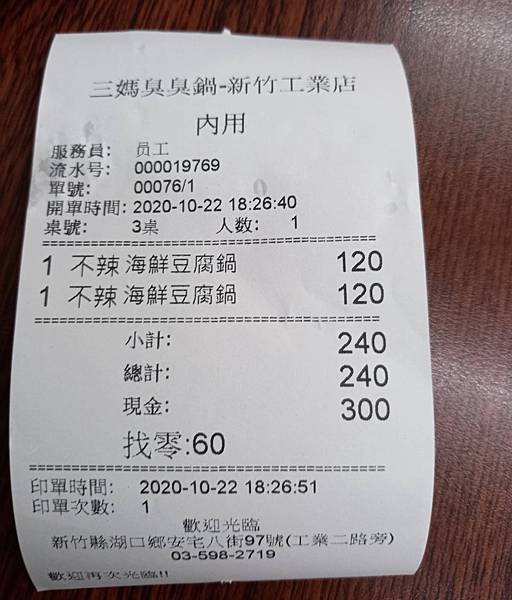 三媽臭臭鍋-新竹工業店
內用
服務員: 员工
流水号: 000019769
單號: 00076/1
開單時間: 2020-10-22 18:26:40
桌號: 3桌 人数: 1
==========================================
1 不辣 海鮮豆腐鍋 120
1 不辣 海鮮豆腐鍋 120
==========================================
小計: 240
總計: 240
現金: 300
找零:60
==========================================
印單時間: 2020-10-22 18:26:51
印單次數: 1
歡迎光臨
新竹縣湖口鄉安宅八街97號(工業二路旁)
03-598-2719
歡迎再次光臨!!